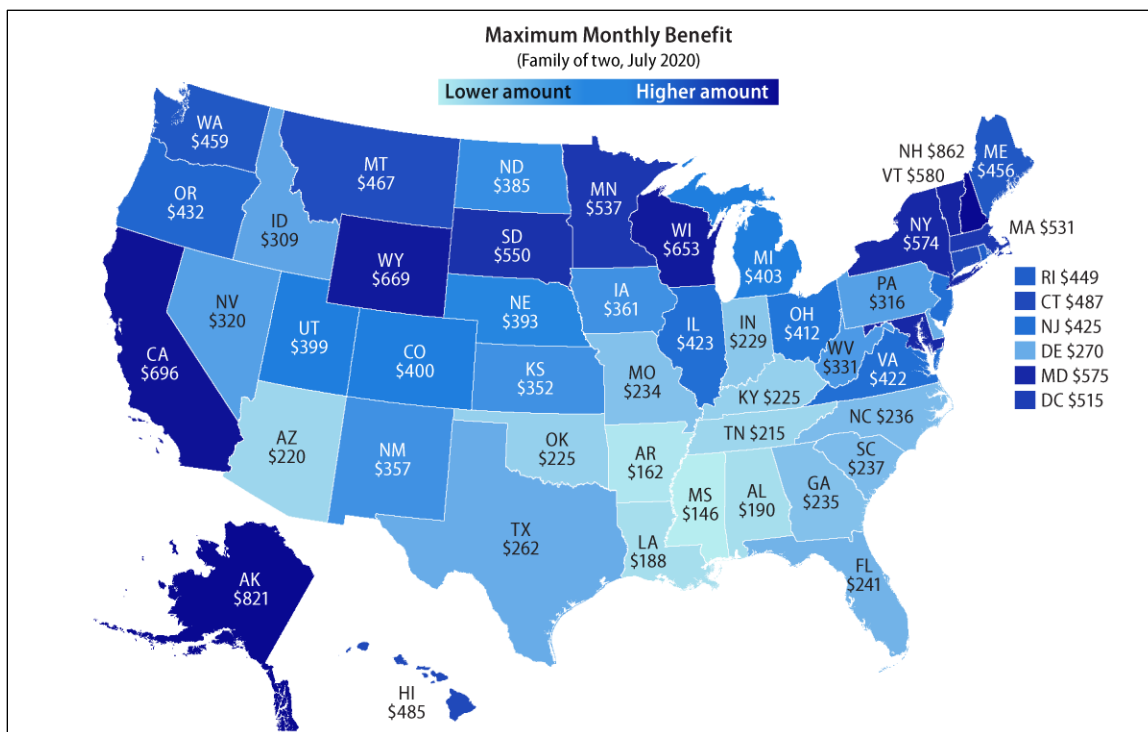 Maximum Monthly Benefit
(Family of two, July 2020)
Lower amount Higher amount
WA
$459
MT
$467
ND
$385
MN
$537
NH $862
VT $580
ME
$456
OR
$432
ID
$309
WY
$669
SD
$550
WI
$653
MI
$403
NY
$574
MA $531
NV
$320
UT
$399
CO
$400
NE
$393
IA
$361
IL
$423
IN
$229
OH
$412
PA
$316
RI $449
CT $487
NJ $425
DE $270
MD $575
DC $515
CA
$696
KS
$352
MO
$234
KY $225
WV
$331
VA
$422
AZ
$220
NM
$357
OK
$225
AR
$162
TN $215
NC $236
SC
$237
TX
$262
LA
$188
MS
$146
AL
$190
GA
$235
FL
$241
AK
$821
HI
$485